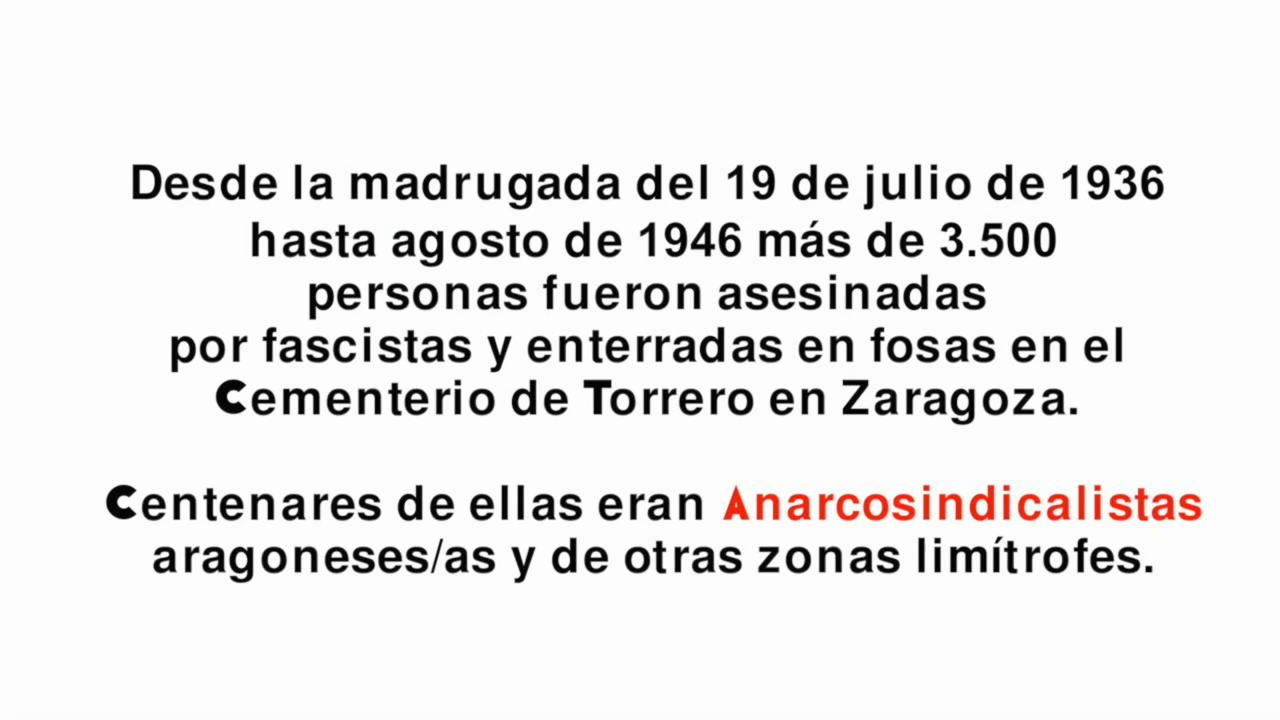 Desde la madrugada del 19 de julio de 1936
hasta agosto de 1946 más de 3.500
personas fueron asesinadas
por fascistas y enterradas en fosas en el
Cementerio de Torrero en Zaragoza.
Centenares de ellas eran Anarcosindicalistas
aragoneses/as y de otras zonas limítrofes.